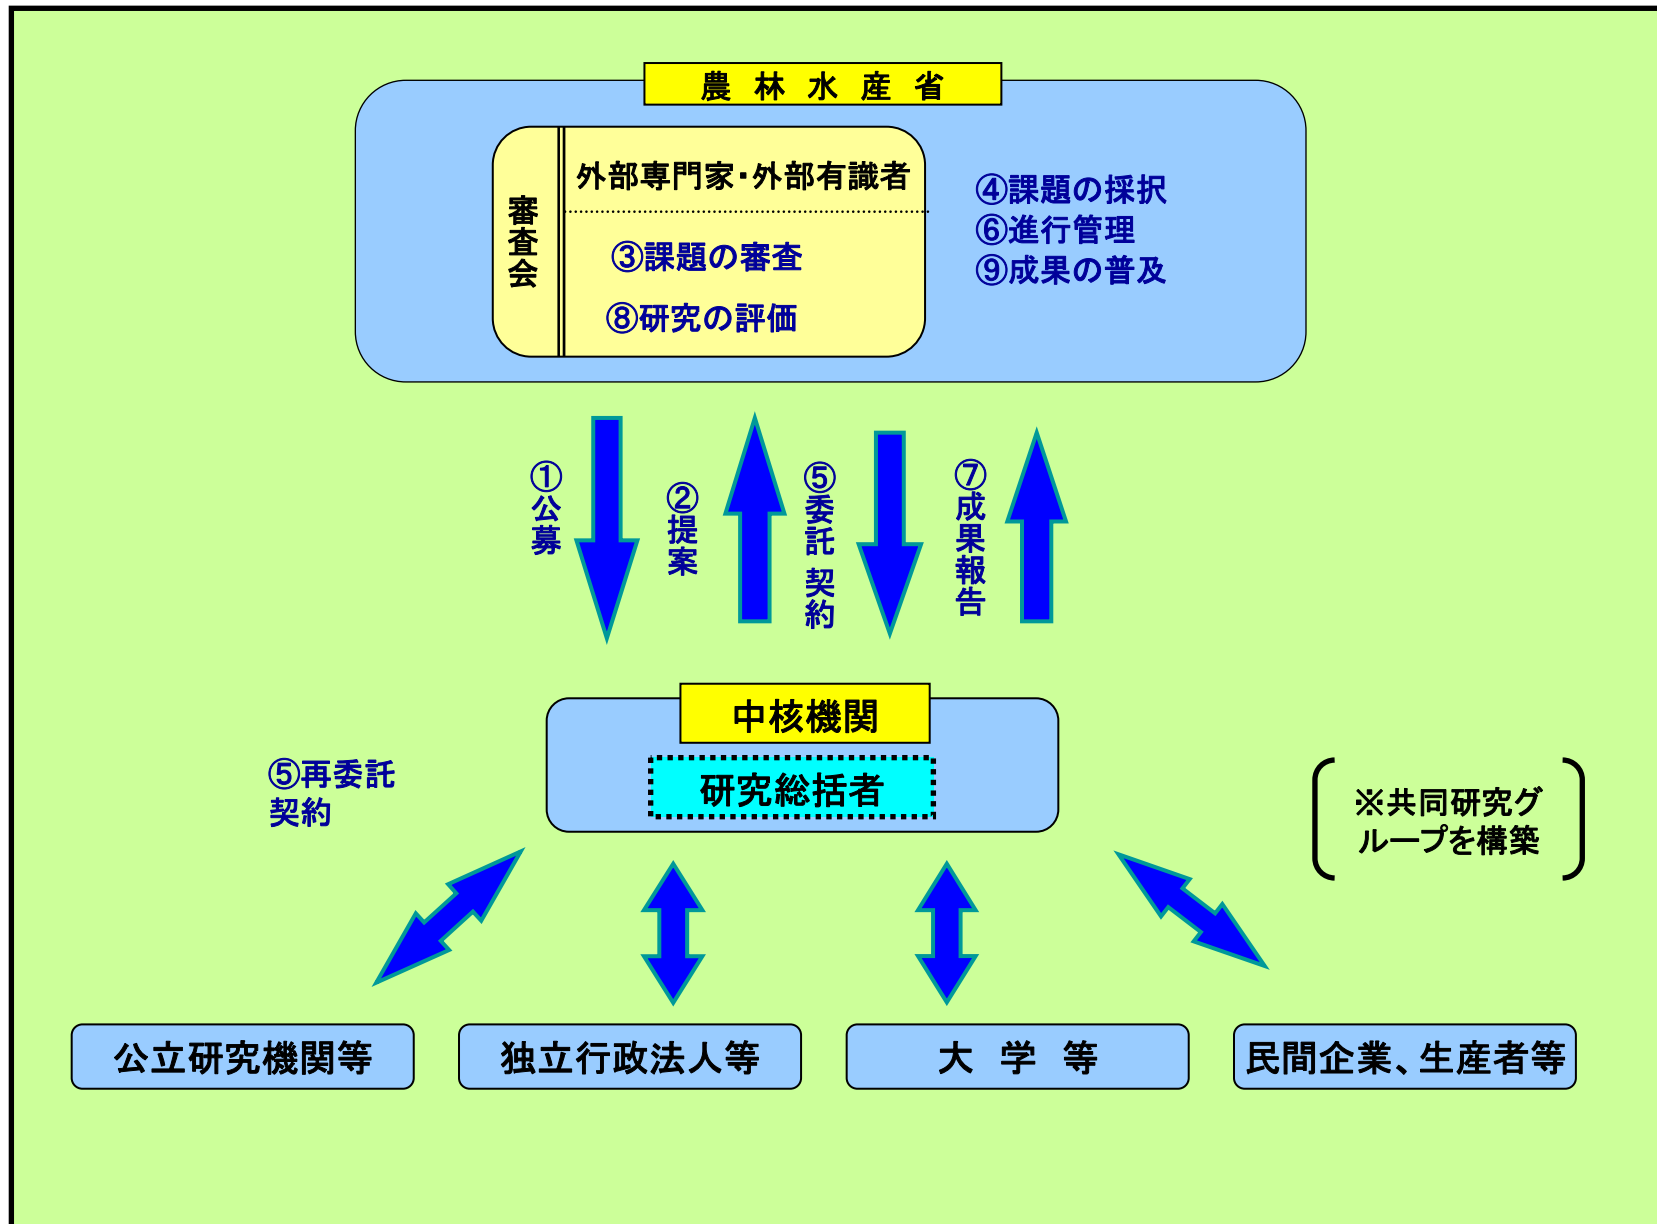 農林水産省
審査会
外部専門家・外部有識者
③課題の審査
⑧研究の評価
④課題の採択
⑥進行管理
⑨成果の普及
①公募
②提案
⑤委託契約
⑦成果報告
中核機関
研究総括者
⑤再委託
契約
※共同研究グ
ループを構築
公立研究機関等
独立行政法人等
大学等
民間企業、生産者等